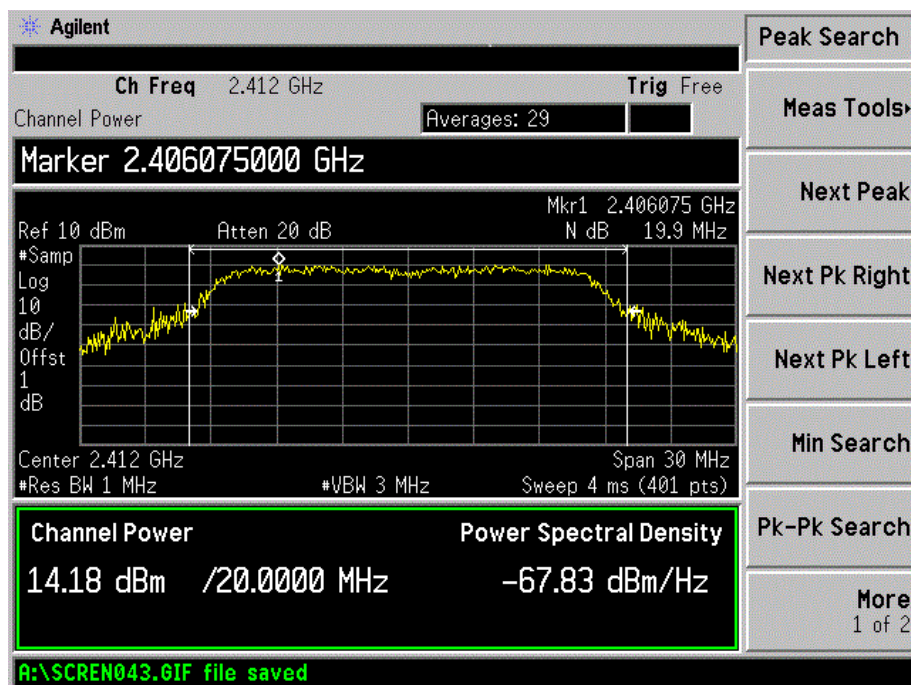 Agilent
Peak Search
Ch Freq 2.412 GHz Trig Free
Channel Power Averages: 29
Meas Tools
Marker 2.406075000 GHz
Next Peak
Mkr1 2.406075 GHz
Ref 10 dBm Atten 20 dB N dB 19.9 MHz
#Samp
Log
10
dB/
Offst
1
dB
1
Next Pk Right
Next Pk Left
Center 2.412 GHz Span 30 MHz
#Res BW 1 MHz #VBW 3 MHz Sweep 4 ms (401 pts)
Min Search
Channel Power Power Spectral Density
14.18 dBm /20.0000 MHz -67.83 dBm/Hz
Pk-Pk Search
More
1 of 2
A:\SCREN043.GIF file saved